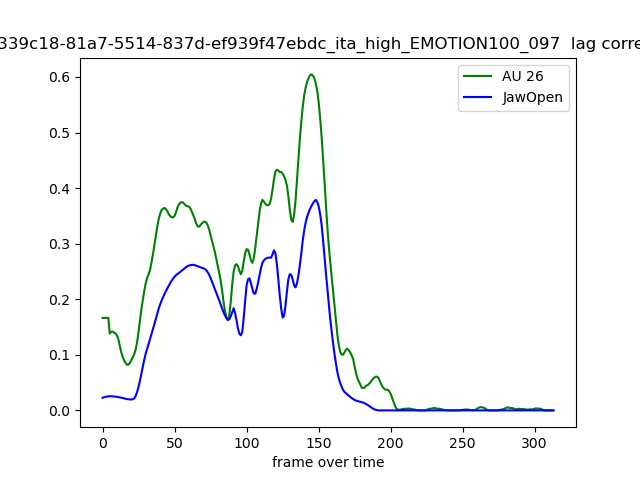 339c18-81a7-5514-837d-ef939f47ebdc_ita_high_EMOTION100_097 lag corre
AU 26
JawOpen
0.6
0.5
0.4
0.3
0.2
0.1
0.0
0 50 100 150 200 250 300
frame over time